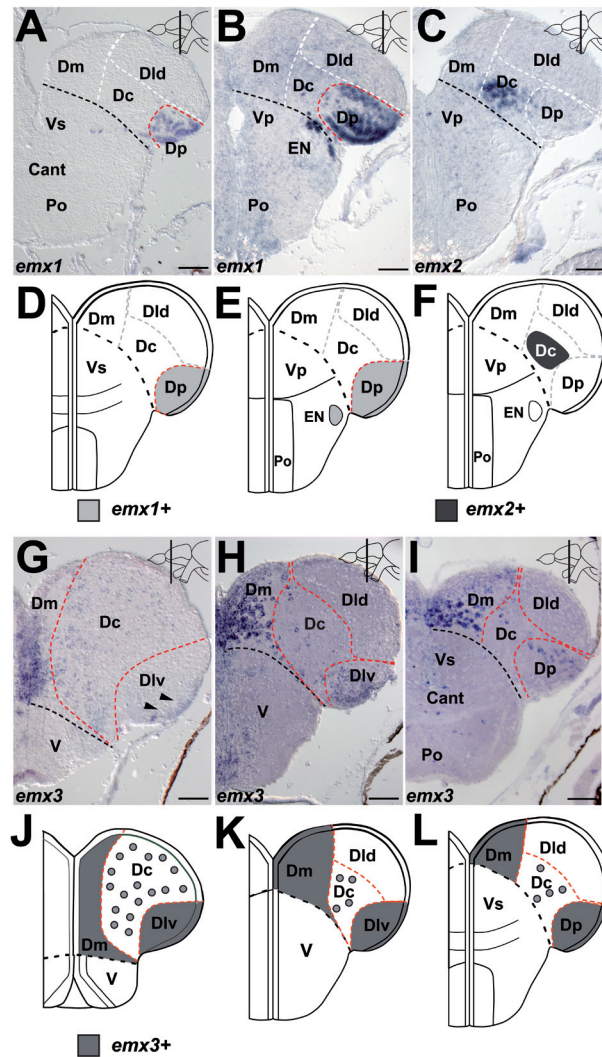 A B C
Dm Dld Dc Vs Dp Cant Po emx1
Dm Dld Dc Vp Dp EN Po emx1
Dm Dld Dc Vp Dp Po emx2
D E F
Dm Dld Dc Vs Dp
Dm Dld Dc Vp Dp EN Po
Dm Dld Dc Vp Dp EN Po
emx1+ emx2+
G H I
Dm Dc Dlv V emx3
Dm Dld Dc Dlv V emx3
Dm Dld Dc Vs Dp Cant Po emx3
J K L
Dc Dlv Dm V
Dm Dld Dc Dlv V
Dm Dld Dc Vs Dp
emx3+